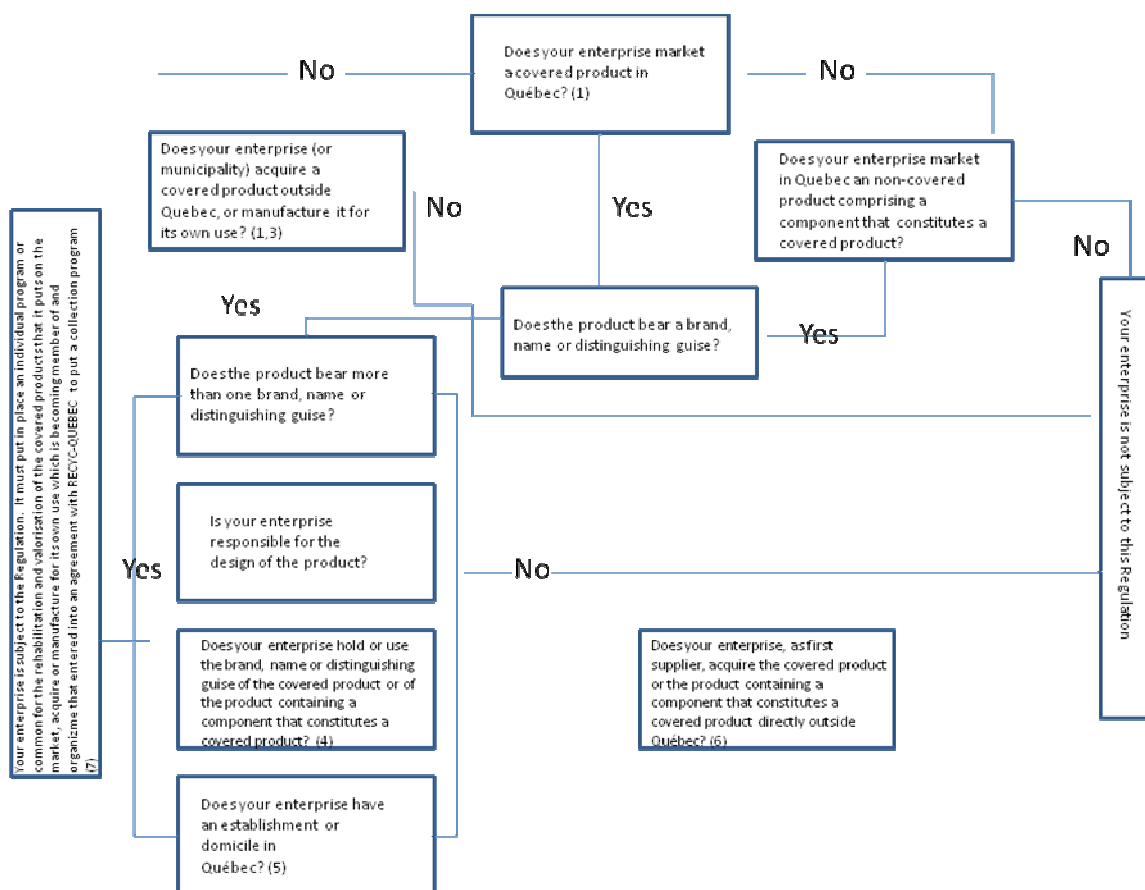 Does your enterprise market
a covered product in
Québec? (1)
No
No
Does your enterprise (or
municipality) acquire a
covered product outside
Quebec, or manufacture it for
its own use? (1,3)
Does your enterprise market
in Quebec an non-covered
product comprising a
component that constitutes a
covered product?
No
Yes
No
Yes
Does the product bear a brand,
name or distinguishing guise?
Yes
Does the product bear more
than one brand, name or
distinguishing guise?
Is your enterprise
responsible for the
design of the product?
Yes
No
Does your enterprise hold or use
the brand, name or distinguishing
guise of the covered product or of
the product containing a
component that constitutes a
covered product? (4)
Does your enterprise, as first
supplier, acquire the covered product
or the product containing a
component that constitutes a
covered product directly outside
Québec? (6)
Does your enterprise have
an establishment or
domicile in
Québec? (5)
Your enterprise is subject to the Regulation. It must put in place an individual program or
common for the rehabilitation and valorisation of the covered products that it puts on the
market, acquire or manufacture for its own use which is becoming member of and
organizme that entered into an agreement with RECYC-QUEBEC to put a collection program
(7)
Your enterprise is not subject to this Regulation